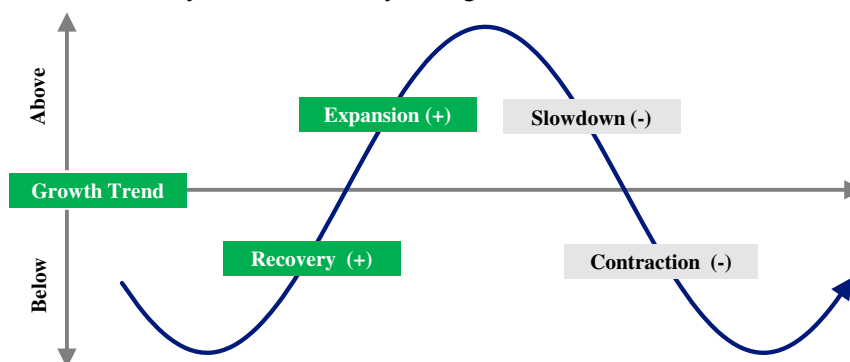 Above
Expansion (+)
Slowdown (-)
Growth Trend
Recovery (+)
Contraction (-)
Below